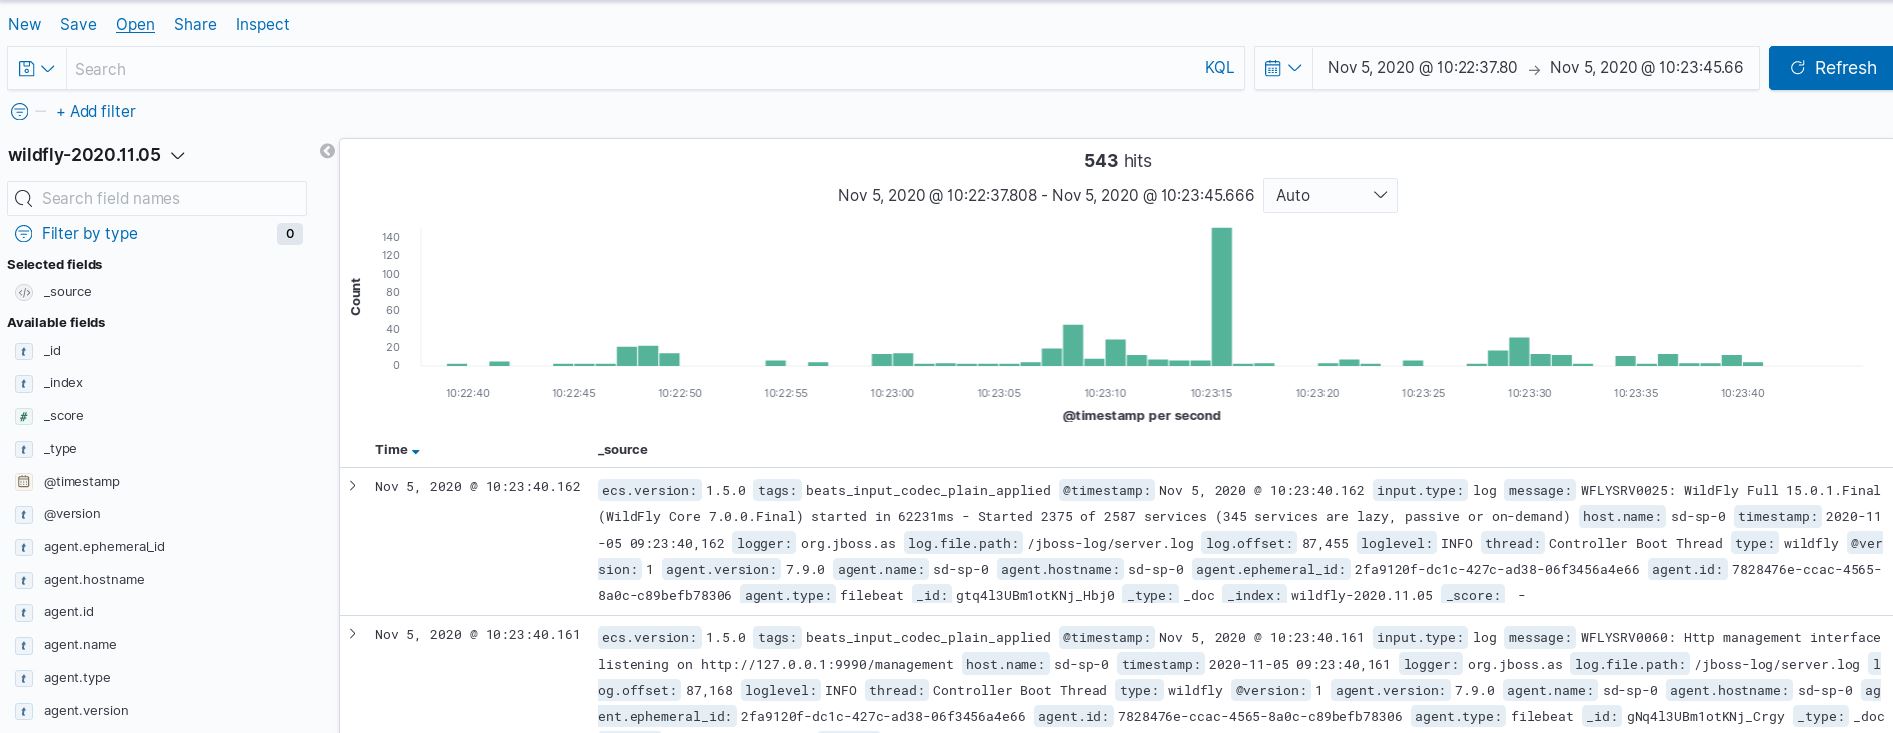 New Save Open Share Inspect
Search KQL Nov 5, 2020 @ 10:22:37.80 → Nov 5, 2020 @ 10:23:45.66 Refresh
+ Add filter
wildfly-2020.11.05
Search field names
Filter by type 0
Selected fields
_source
Available fields
_id
_index
_score
_type
@timestamp
@version
agent.ephemeral_id
agent.hostname
agent.id
agent.name
agent.type
agent.version
543 hits
Nov 5, 2020 @ 10:22:37.808 - Nov 5, 2020 @ 10:23:45.666 Auto
Count
140
120
100
80
60
40
20
0
10:22:40 10:22:45 10:22:50 10:22:55 10:23:00 10:23:05 10:23:10 10:23:15 10:23:20 10:23:25 10:23:30 10:23:35 10:23:40
@timestamp per second
Time _source
Nov 5, 2020 @ 10:23:40.162 ecs.version: 1.5.0 tags: beats_input_codec_plain_applied @timestamp: Nov 5, 2020 @ 10:23:40.162 input.type: log message: WFLYSRV0025: WildFly Full 15.0.1.Final
(WildFly Core 7.0.0.Final) started in 62231ms - Started 2375 of 2587 services (345 services are lazy, passive or on-demand) host.name: sd-sp-0 timestamp: 2020-11
-05 09:23:40,162 logger: org.jboss.as log.file.path: /jboss-log/server.log log.offset: 87,455 loglevel: INFO thread: Controller Boot Thread type: wildfly @ver
sion: 1 agent.version: 7.9.0 agent.name: sd-sp-0 agent.hostname: sd-sp-0 agent.ephemeral_id: 2fa9120f-dc1c-427c-ad38-06f3456a4e66 agent.id: 7828476e-ccac-4565-
8a0c-c89befb78306 agent.type: filebeat _id: gtq4l3UBm1otKNj_Hbj0 _type: _doc _index: wildfly-2020.11.05 _score: -
Nov 5, 2020 @ 10:23:40.161 ecs.version: 1.5.0 tags: beats_input_codec_plain_applied @timestamp: Nov 5, 2020 @ 10:23:40.161 input.type: log message: WFLYSRV0060: Http management interface
listening on http://127.0.0.1:9990/management host.name: sd-sp-0 timestamp: 2020-11-05 09:23:40,161 logger: org.jboss.as log.file.path: /jboss-log/server.log l
og.offset: 87,168 loglevel: INFO thread: Controller Boot Thread type: wildfly @version: 1 agent.version: 7.9.0 agent.name: sd-sp-0 agent.hostname: sd-sp-0 ag
ent.ephemeral_id: 2fa9120f-dc1c-427c-ad38-06f3456a4e66 agent.id: 7828476e-ccac-4565-8a0c-c89befb78306 agent.type: filebeat _id: gNq4l3UBm1otKNj_Crgy _type: _doc